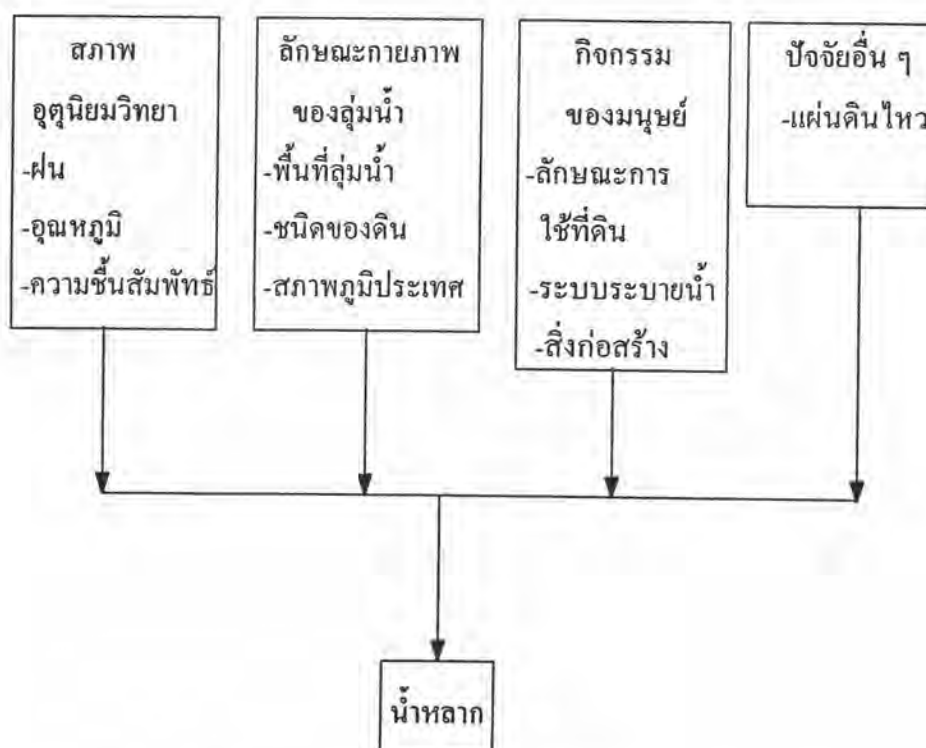 สภาพ
อุตุนิยมวิทยา
-ฝน
-อุณหภูมิ
-ความชื้นสัมพัทธ์
ลักษณะกายภาพ
ของลุ่มน้ำ
-พื้นที่ลุ่มน้ำ
-ชนิดของดิน
-สภาพภูมิประเทศ
กิจกรรม
ของมนุษย์
-ลักษณะการ
ใช้ที่ดิน
-ระบบระบายน้ำ
-สิ่งก่อสร้าง
ปัจจัยอื่น ๆ
-แผ่นดินไหว
น้ำหลาก